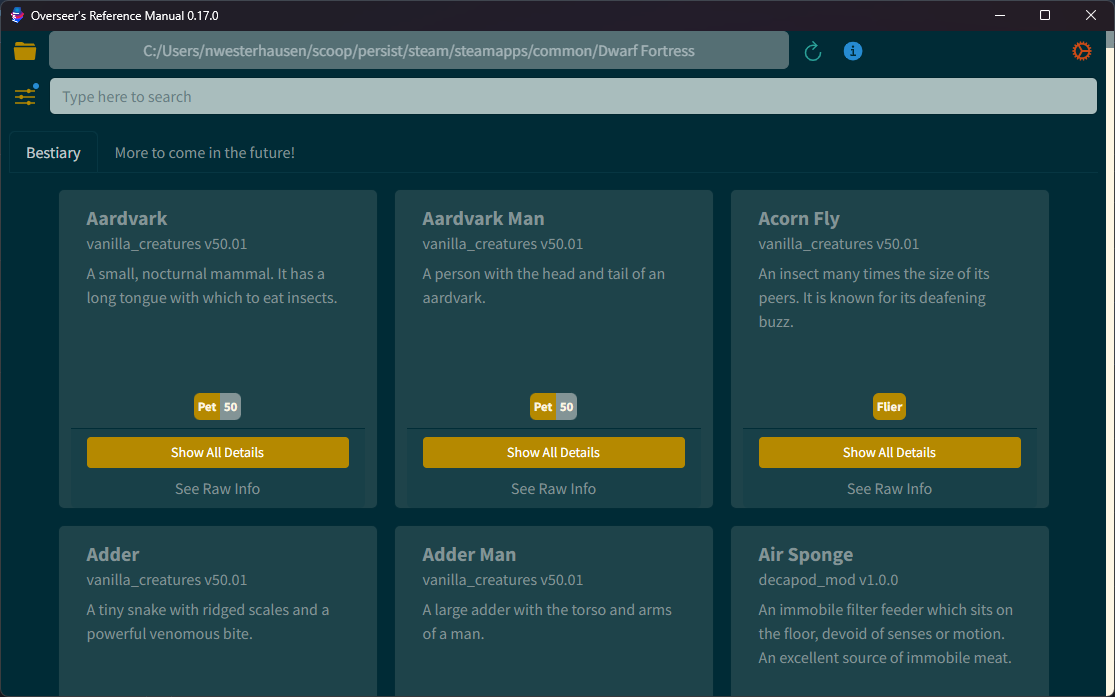 Overseer's Reference Manual 0.17.0
C:/Users/nwesterhausen/scoop/persist/steam/steamapps/common/Dwarf Fortress
Type here to search
Bestiary
More to come in the future!
Aardvark
vanilla_creatures v50.01
A small, nocturnal mammal. It has a
long tongue with which to eat insects.
Pet 50
Show All Details
See Raw Info
Aardvark Man
vanilla_creatures v50.01
A person with the head and tail of an
aardvark.
Pet 50
Show All Details
See Raw Info
Acorn Fly
vanilla_creatures v50.01
An insect many times the size of its
peers. It is known for its deafening
buzz.
Flier
Show All Details
See Raw Info
Adder
vanilla_creatures v50.01
A tiny snake with ridged scales and a
powerful venomous bite.
Adder Man
vanilla_creatures v50.01
A large adder with the torso and arms
of a man.
Air Sponge
decapod_mod v1.0.0
An immobile filter feeder which sits on
the floor, devoid of senses or motion.
An excellent source of immobile meat.